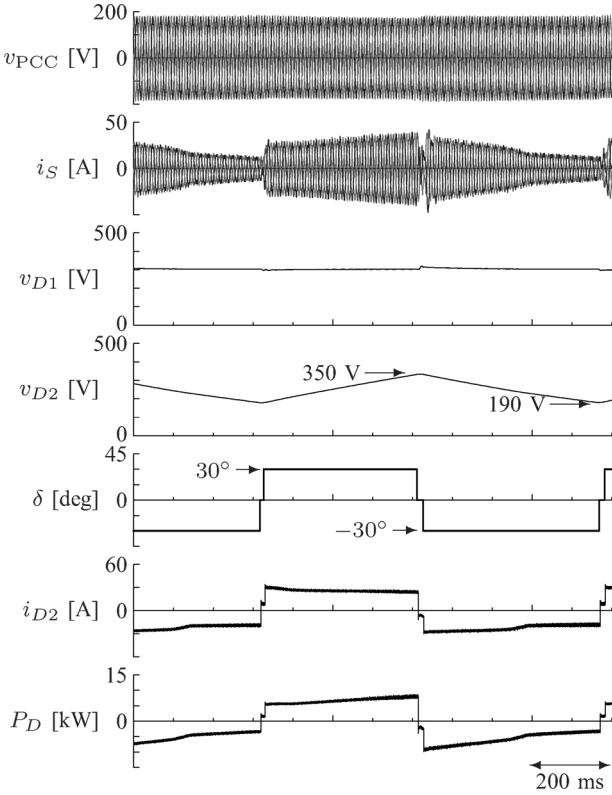 200
v_PCC [V]
0
50
i_S [A]
0
500
v_D1 [V]
0
500
350 V
v_D2 [V]
190 V
0
45
30°
δ [deg]
0
−30°
60
i_D2 [A]
0
15
P_D [kW]
0
200 ms